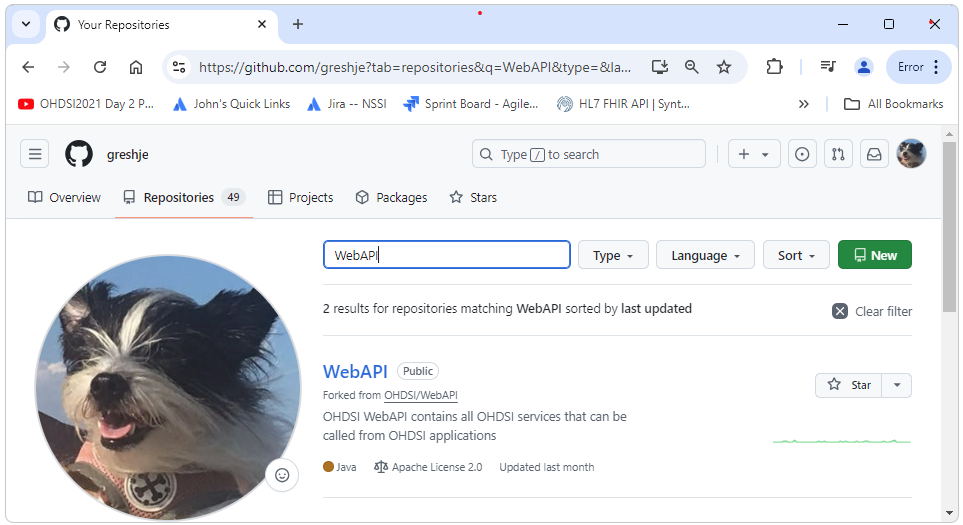 Your Repositories
https://github.com/greshje?tab=repositories&q=WebAPI&type=&la...
Error
OHDSI2021 Day 2 P...
John's Quick Links
Jira -- NSSI
Sprint Board - Agile...
HL7 FHIR API | Synt...
All Bookmarks
greshje
Type / to search
Overview
Repositories 49
Projects
Packages
Stars
WebAPI
Type
Language
Sort
New
2 results for repositories matching WebAPI sorted by last updated
Clear filter
WebAPI Public
Star
Forked from OHDSI/WebAPI
OHDSI WebAPI contains all OHDSI services that can be
called from OHDSI applications
Java
Apache License 2.0
Updated last month